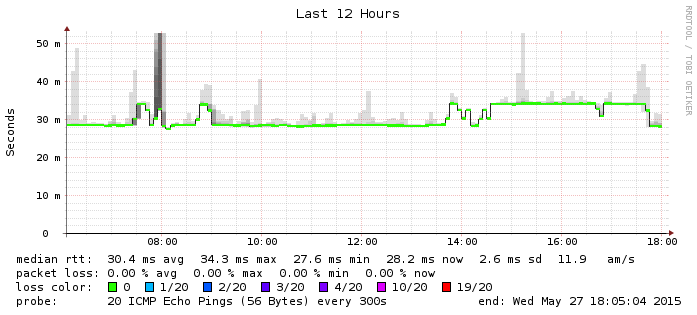 Last 12 Hours
RRDTOOL / TOBI OETIKER
Seconds
50 m
40 m
30 m
20 m
10 m
0
08:00 10:00 12:00 14:00 16:00 18:00
median rtt: 30.4 ms avg 34.3 ms max 27.6 ms min 28.2 ms now 2.6 ms sd 11.9 am/s
packet loss: 0.00 % avg 0.00 % max 0.00 % min 0.00 % now
loss color: 0 1/20 2/20 3/20 4/20 10/20 19/20
probe: 20 ICMP Echo Pings (56 Bytes) every 300s end: Wed May 27 18:05:04 2015